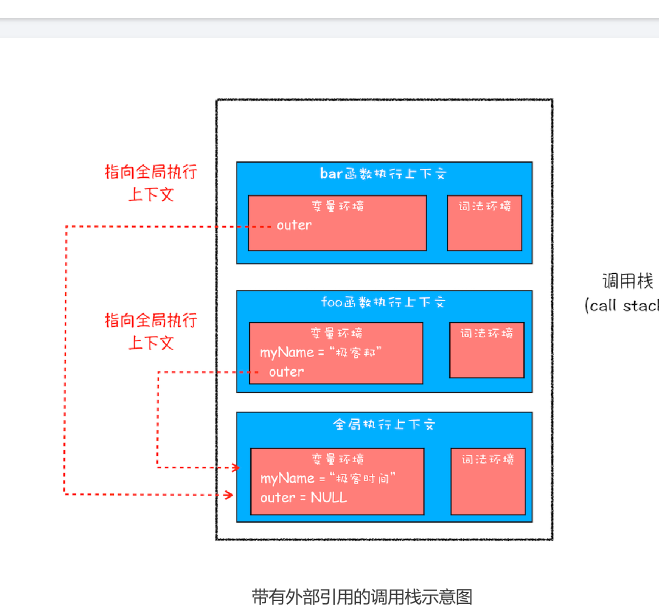 指向全局执行
上下文
bar函数执行上下文
变量环境
outer
词法环境
调用栈
(call stac
指向全局执行
上下文
foo函数执行上下文
变量环境
myName = “极客邦”
outer
词法环境
全局执行上下文
变量环境
myName = “极客时间”
outer = NULL
词法环境
带有外部引用的调用栈示意图